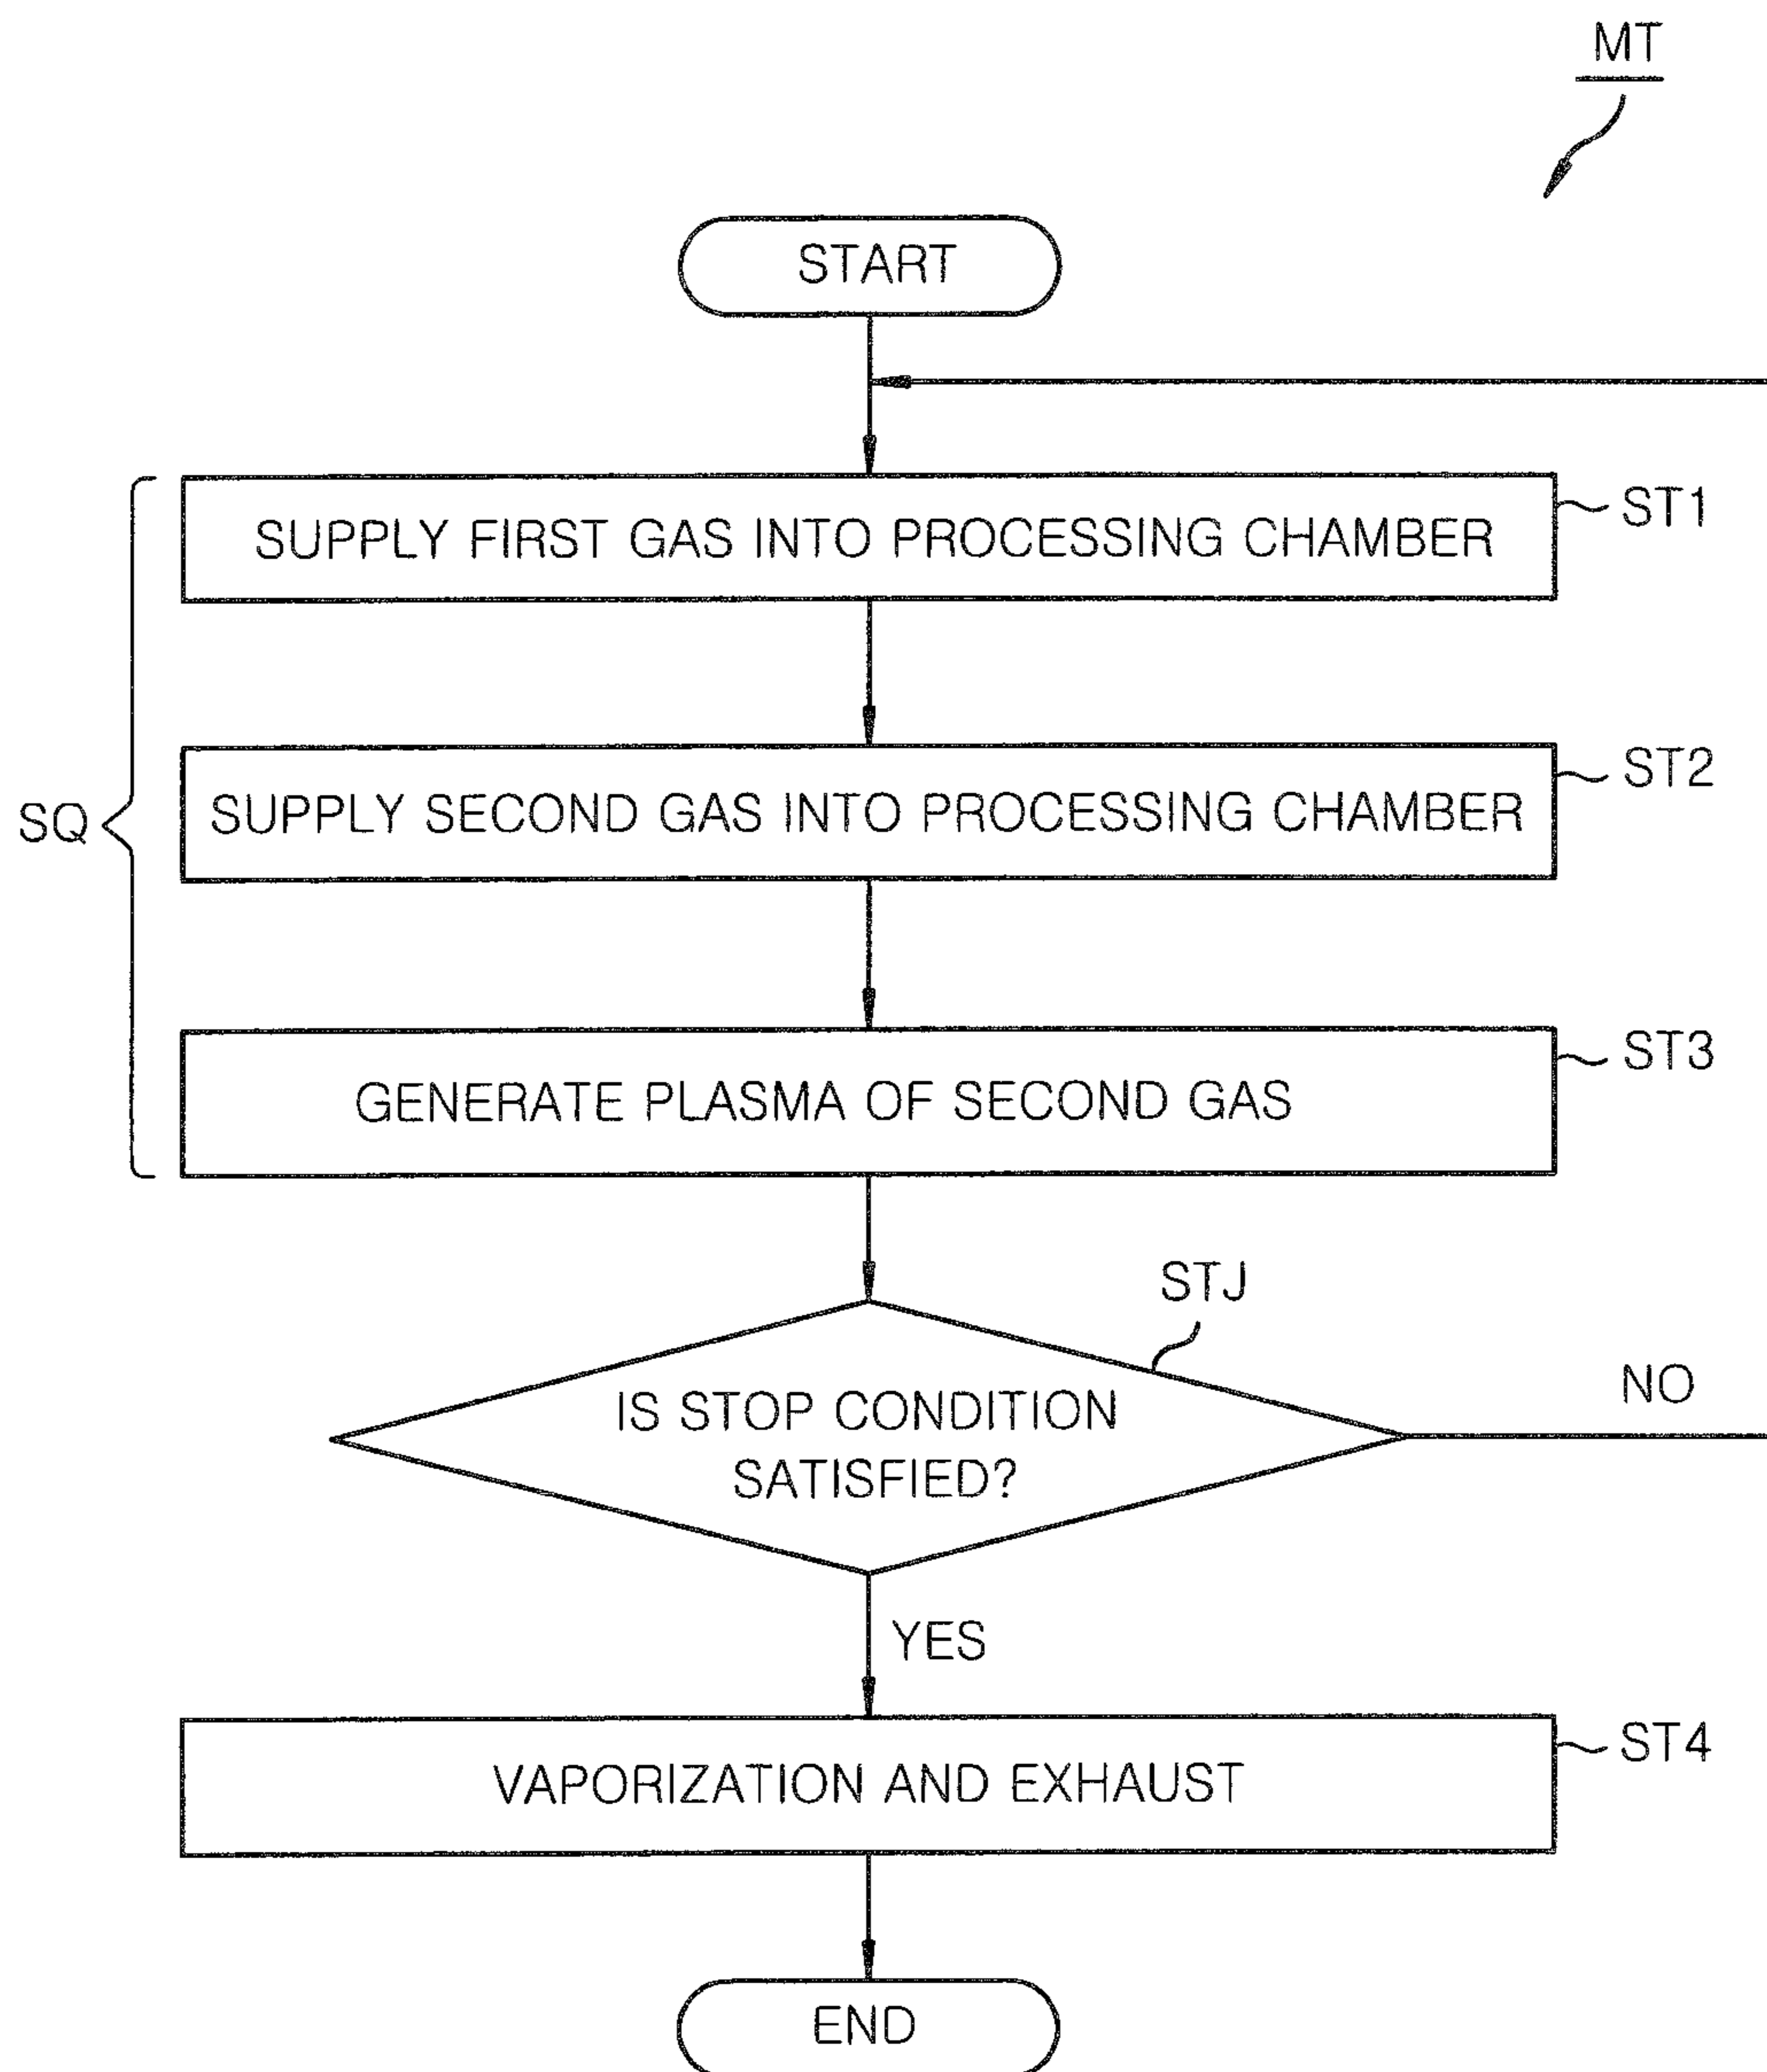 MT
START
SUPPLY FIRST GAS INTO PROCESSING CHAMBER
ST1
SQ
SUPPLY SECOND GAS INTO PROCESSING CHAMBER
ST2
GENERATE PLASMA OF SECOND GAS
ST3
STJ
IS STOP CONDITION
SATISFIED?
NO
YES
VAPORIZATION AND EXHAUST
ST4
END